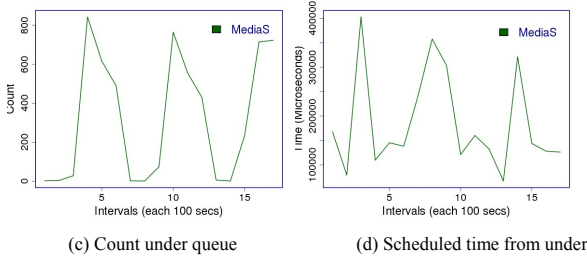 MediaS
800
600
400
200
0
Count
5
10
15
Intervals (each 100 secs)
(c) Count under queue
MediaS
400000
300000
200000
100000
Time (Microseconds)
5
10
15
Intervals (each 100 secs)
(d) Scheduled time from under